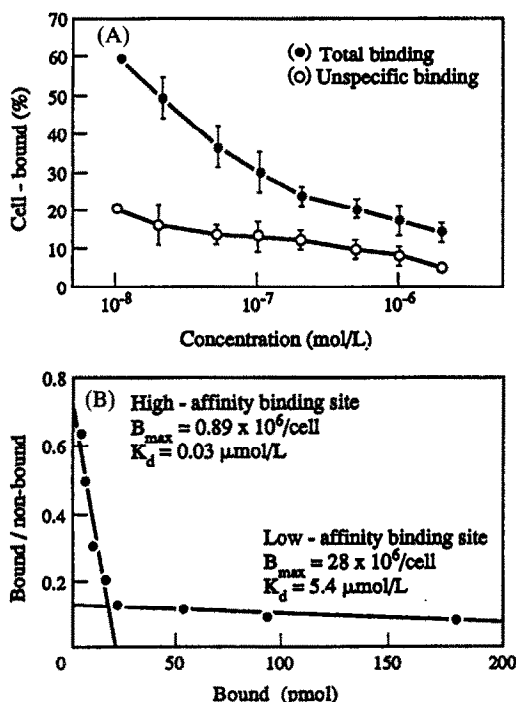 (A)
(●) Total binding
(○) Unspecific binding
70
60
50
40
30
20
10
0
Cell - bound (%)
10⁻⁸
10⁻⁷
10⁻⁶
Concentration (mol/L)
(B)
High - affinity binding site
B_max = 0.89 x 10⁶/cell
K_d = 0.03 µmol/L
Low - affinity binding site
B_max = 28 x 10⁶/cell
K_d = 5.4 µmol/L
0.8
0.6
0.4
0.2
Bound / non-bound
0
50
100
150
200
Bound (pmol)